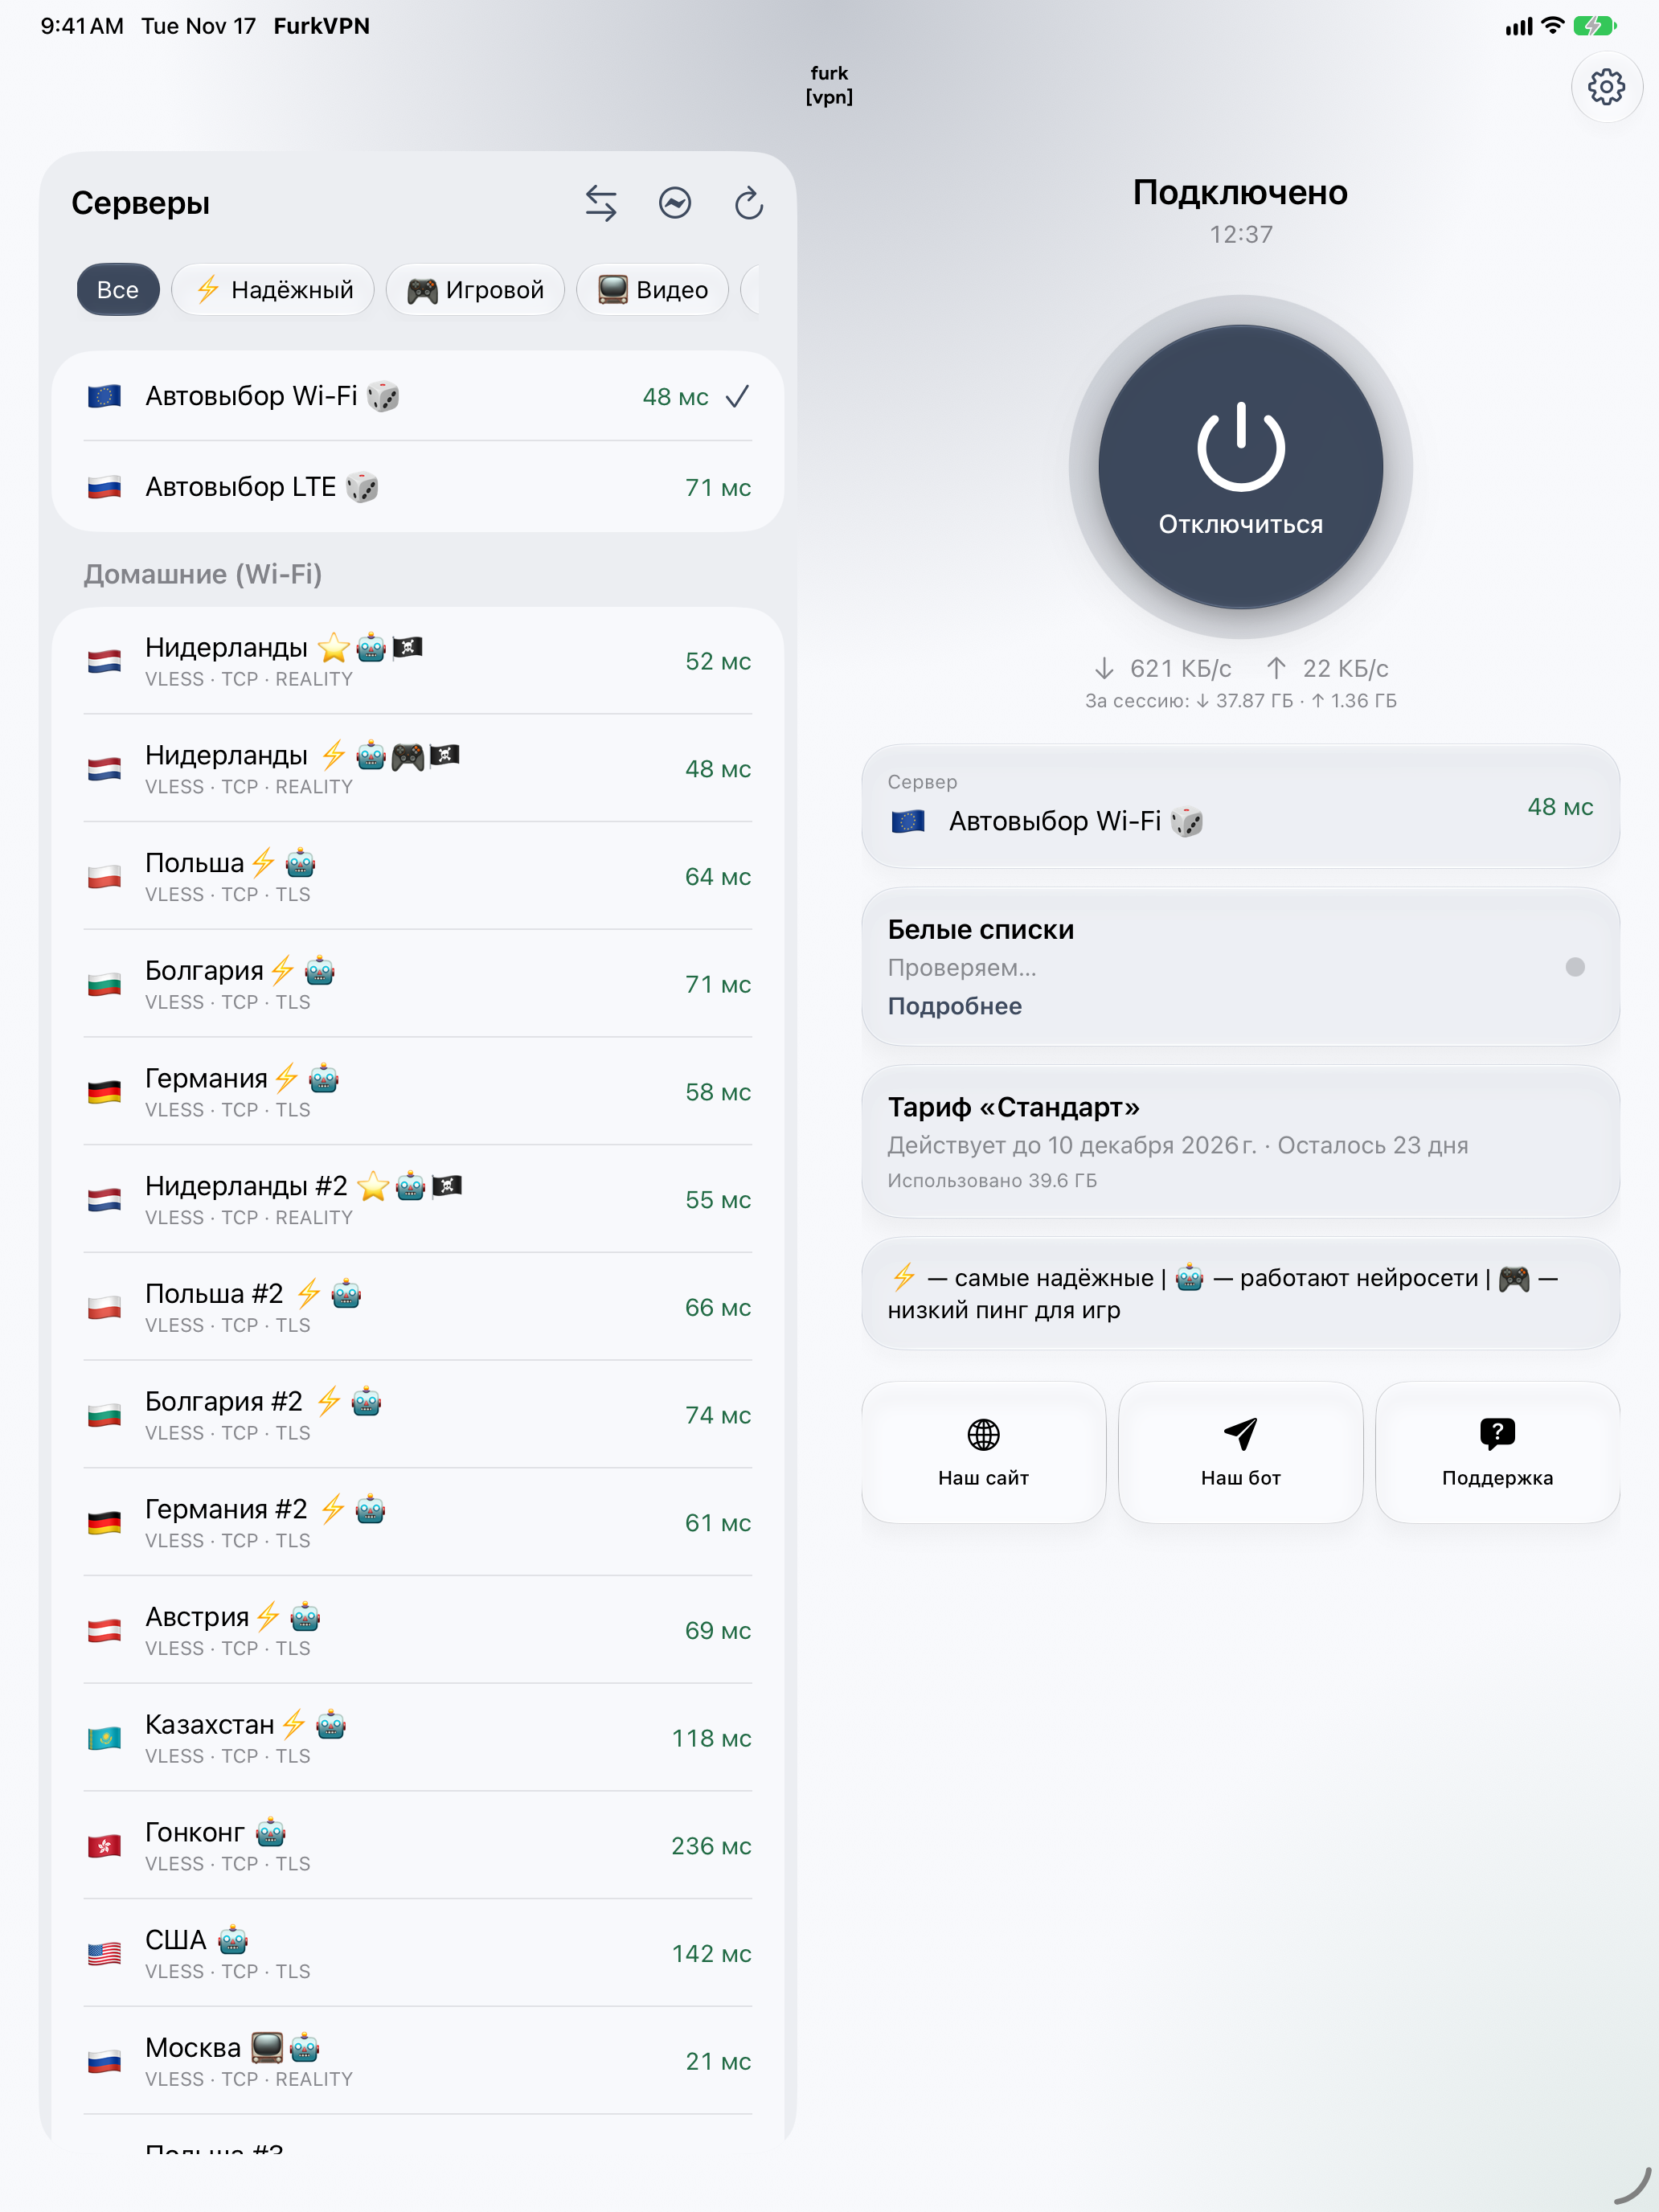 9:41 AM Tue Nov 17 FurkVPN
furk
[vpn]
Серверы
Все
⚡ Надёжный
🎮 Игровой
📺 Видео
Автовыбор Wi-Fi 🎲
48 мс
Автовыбор LTE 🎲
71 мс
Домашние (Wi-Fi)
Нидерланды ⭐🤖🏴‍☠️
VLESS · TCP · REALITY
52 мс
Нидерланды ⚡🤖🎮🏴‍☠️
VLESS · TCP · REALITY
48 мс
Польша⚡🤖
VLESS · TCP · TLS
64 мс
Болгария⚡🤖
VLESS · TCP · TLS
71 мс
Германия⚡🤖
VLESS · TCP · TLS
58 мс
Нидерланды #2 ⭐🤖🏴‍☠️
VLESS · TCP · REALITY
55 мс
Польша #2 ⚡🤖
VLESS · TCP · TLS
66 мс
Болгария #2 ⚡🤖
VLESS · TCP · TLS
74 мс
Германия #2 ⚡🤖
VLESS · TCP · TLS
61 мс
Австрия⚡🤖
VLESS · TCP · TLS
69 мс
Казахстан⚡🤖
VLESS · TCP · TLS
118 мс
Гонконг 🤖
VLESS · TCP · TLS
236 мс
США 🤖
VLESS · TCP · TLS
142 мс
Москва 📺🤖
VLESS · TCP · REALITY
21 мс
Польша #3
Подключено
12:37
Отключиться
↓ 621 КБ/с ↑ 22 КБ/с
За сессию: ↓ 37.87 ГБ · ↑ 1.36 ГБ
Сервер
Автовыбор Wi-Fi 🎲
48 мс
Белые списки
Проверяем...
Подробнее
Тариф «Стандарт»
Действует до 10 декабря 2026 г. · Осталось 23 дня
Использовано 39.6 ГБ
⚡ — самые надёжные | 🤖 — работают нейросети | 🎮 —
низкий пинг для игр
Наш сайт
Наш бот
Поддержка